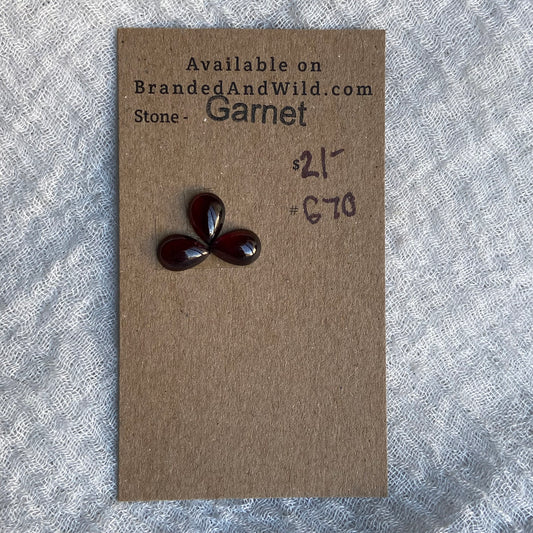 Available on
BrandedAndWild.com
Stone - Garnet
$21-
#G70